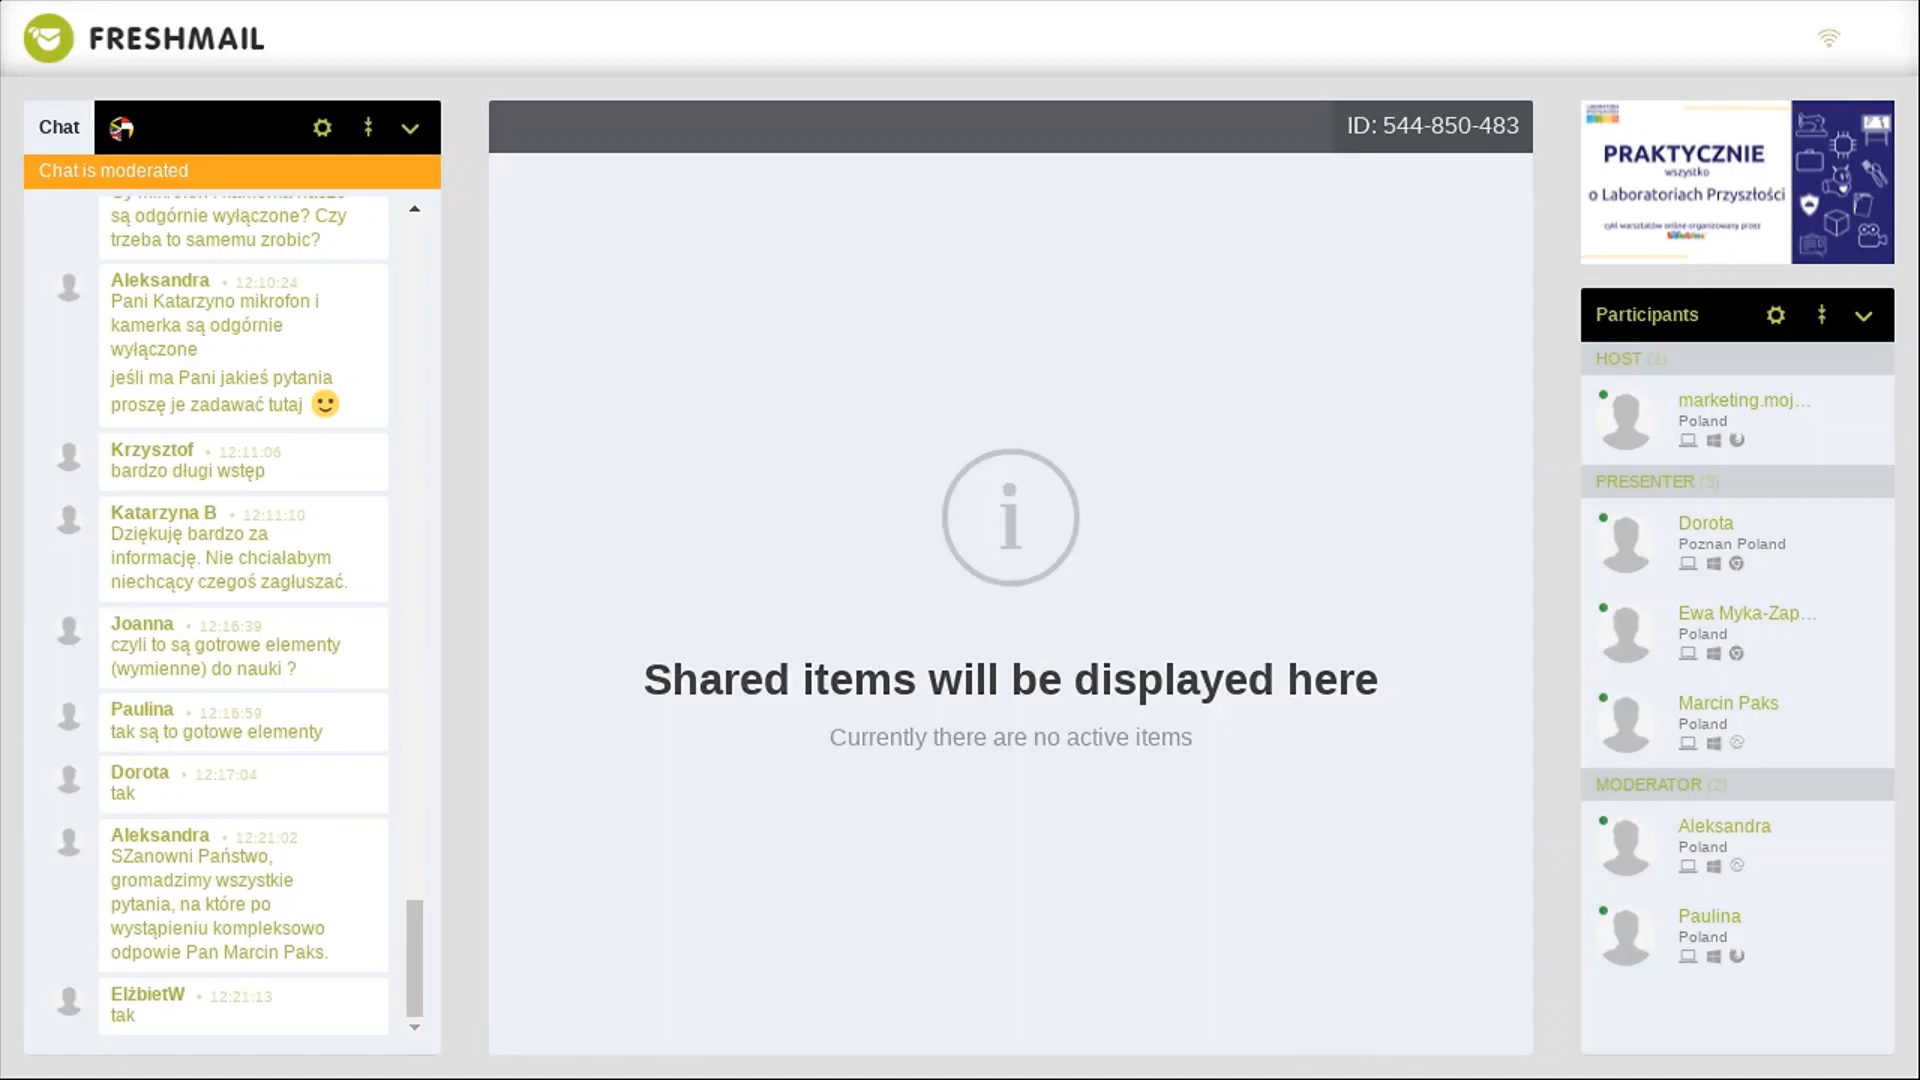 FRESHMAIL
Chat
Chat is moderated
są odgórnie wyłączone? Czy
trzeba to samemu zrobic?
Aleksandra • 12:10:24
Pani Katarzyno mikrofon i
kamerka są odgórnie
wyłączone
jeśli ma Pani jakieś pytania
proszę je zadawać tutaj
Krzysztof • 12:11:06
bardzo długi wstęp
Katarzyna B • 12:11:10
Dziękuję bardzo za
informację. Nie chciałabym
niechcący czegoś zagłuszać.
Joanna • 12:16:39
czyli to są gotrowe elementy
(wymienne) do nauki ?
Paulina • 12:16:59
tak są to gotowe elementy
Dorota • 12:17:04
tak
Aleksandra • 12:21:02
SZanowni Państwo,
gromadzimy wszystkie
pytania, na które po
wystąpieniu kompleksowo
odpowie Pan Marcin Paks.
ElżbietW • 12:21:13
tak
ID: 544-850-483
Shared items will be displayed here
Currently there are no active items
PRAKTYCZNIE
wszystko
o Laboratoriach Przyszłości
cykl warsztatów online organizowany przez
Participants
HOST (1)
marketing.moj...
Poland
PRESENTER (3)
Dorota
Poznan Poland
Ewa Myka-Zap...
Poland
Marcin Paks
Poland
MODERATOR (2)
Aleksandra
Poland
Paulina
Poland